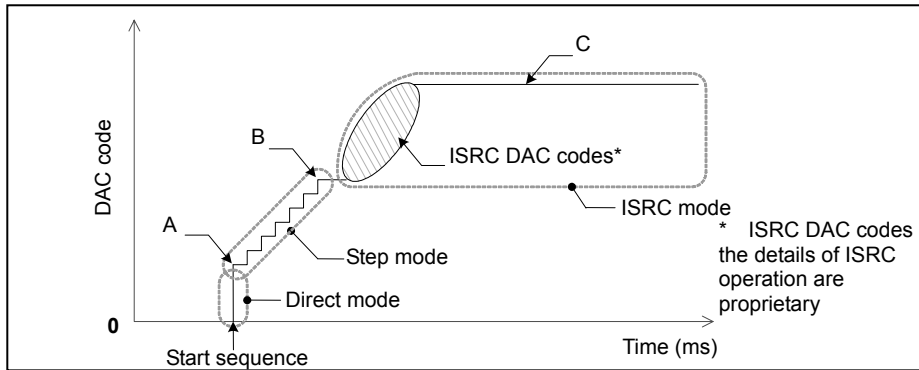 C
B
ISRC DAC codes*
DAC code
ISRC mode
A
* ISRC DAC codes
the details of ISRC
operation are
proprietary
Step mode
Direct mode
0
Time (ms)
Start sequence